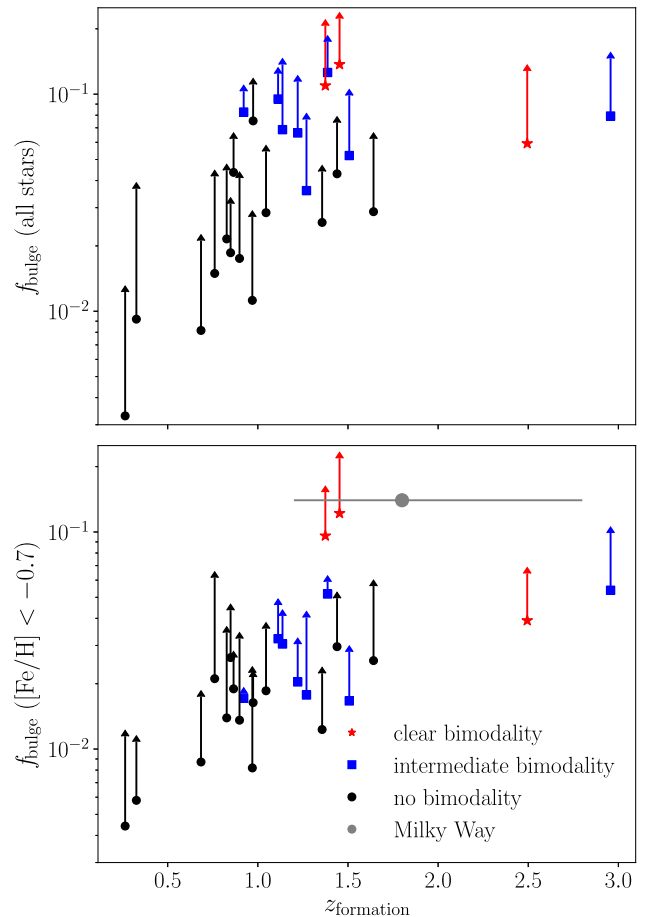 10⁻¹
10⁻²
f_bulge (all stars)
10⁻¹
10⁻²
f_bulge ([Fe/H] < −0.7)
clear bimodality
intermediate bimodality
no bimodality
Milky Way
0.5 1.0 1.5 2.0 2.5 3.0
z_formation